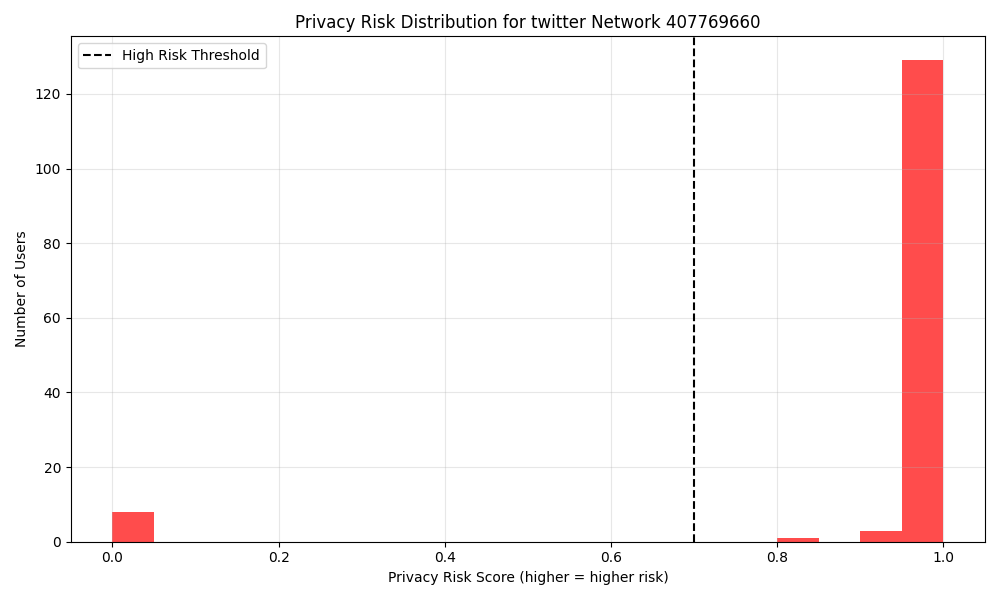 Privacy Risk Distribution for twitter Network 407769660
High Risk Threshold
Number of Users
120
100
80
60
40
20
0
0.0 0.2 0.4 0.6 0.8 1.0
Privacy Risk Score (higher = higher risk)